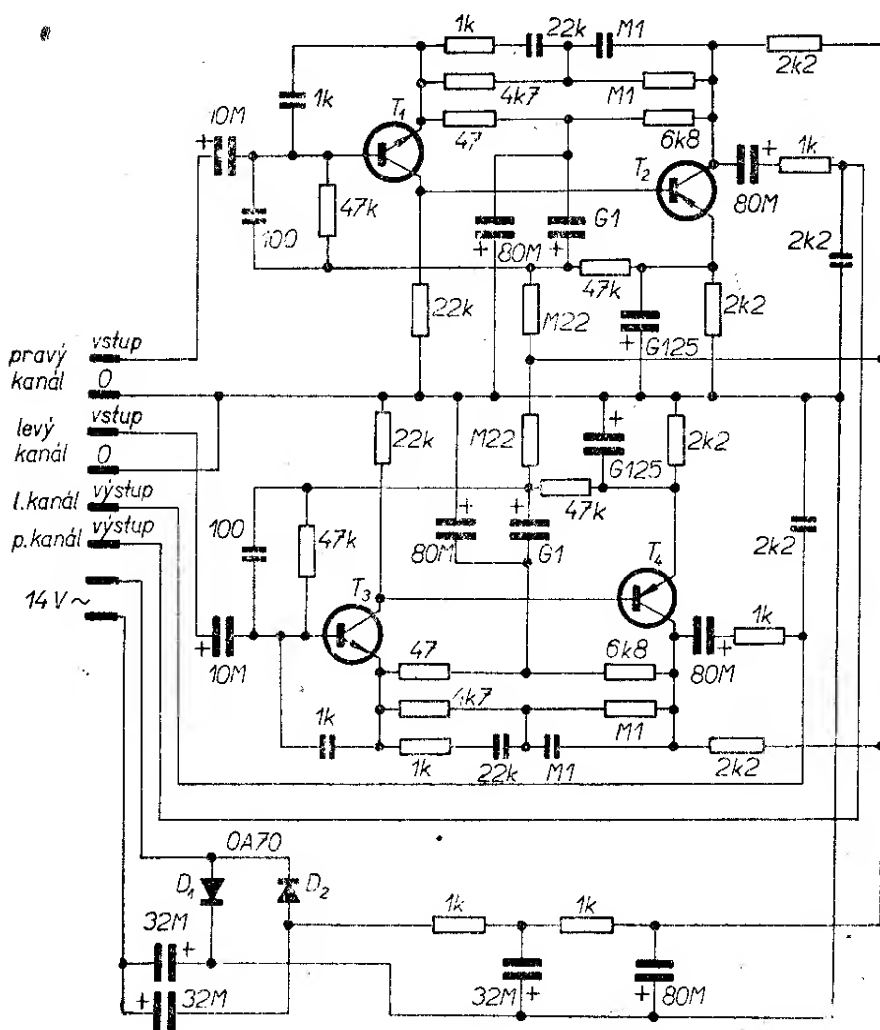 1k 22k M1 2k2
1k 4k7 M1
10M T1 47 6k8
T2 1k
47k 80M
100 80M G1 2k2
47k
22k M22 2k2
G125
pravý vstup
kanál 0
levý vstup
kanál 0
22k M22 2k2
G125
l.kanál výstup
p.kanál výstup
100 47k 47k
80M G1 2k2
14V~
T3 T4
1k
10M 47 6k8 80M
4k7
1k M1
1k 22k M1 2k2
0A70
D1 D2
32M 1k 1k
32M 32M 80M
+ + + + + + + + + + + + + +